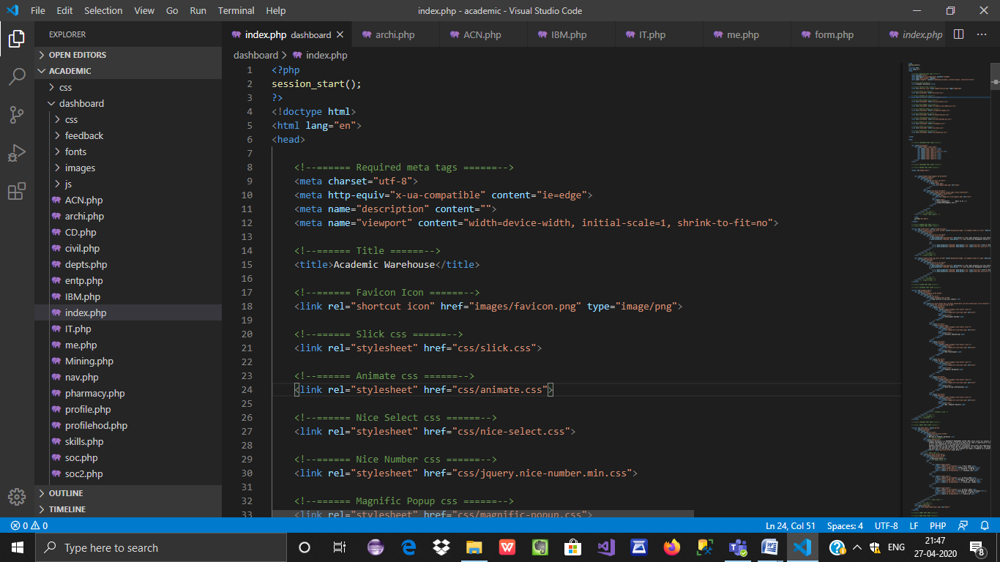 File Edit Selection View Go Run Terminal Help
index.php - academic - Visual Studio Code
EXPLORER
OPEN EDITORS
ACADEMIC
css
dashboard
css
feedback
fonts
images
js
ACN.php
archi.php
CD.php
civil.php
depts.php
entp.php
IBM.php
index.php
IT.php
me.php
Mining.php
nav.php
pharmacy.php
profile.php
profilehod.php
skills.php
soc.php
soc2.php
OUTLINE
TIMELINE
index.php dashboard archi.php ACN.php IBM.php IT.php me.php form.php index.php
dashboard > index.php
1 <?php
2 session_start();
3 ?>
4 <!doctype html>
5 <html lang="en">
6 <head>
7
8 <!--====== Required meta tags ======-->
9 <meta charset="utf-8">
10 <meta http-equiv="x-ua-compatible" content="ie=edge">
11 <meta name="description" content="">
12 <meta name="viewport" content="width=device-width, initial-scale=1, shrink-to-fit=no">
13
14 <!--====== Title ======-->
15 <title>Academic Warehouse</title>
16
17 <!--====== Favicon Icon ======-->
18 <link rel="shortcut icon" href="images/favicon.png" type="image/png">
19
20 <!--====== Slick css ======-->
21 <link rel="stylesheet" href="css/slick.css">
22
23 <!--====== Animate css ======-->
24 <link rel="stylesheet" href="css/animate.css">
25
26 <!--====== Nice Select css ======-->
27 <link rel="stylesheet" href="css/nice-select.css">
28
29 <!--====== Nice Number css ======-->
30 <link rel="stylesheet" href="css/jquery.nice-number.min.css">
31
32 <!--====== Magnific Popup css ======-->
33 <link rel="stylesheet" href="css/magnific-popup.css">
0 0 Ln 24, Col 51 Spaces: 4 UTF-8 LF PHP
Type here to search
ENG
21:47
27-04-2020
8